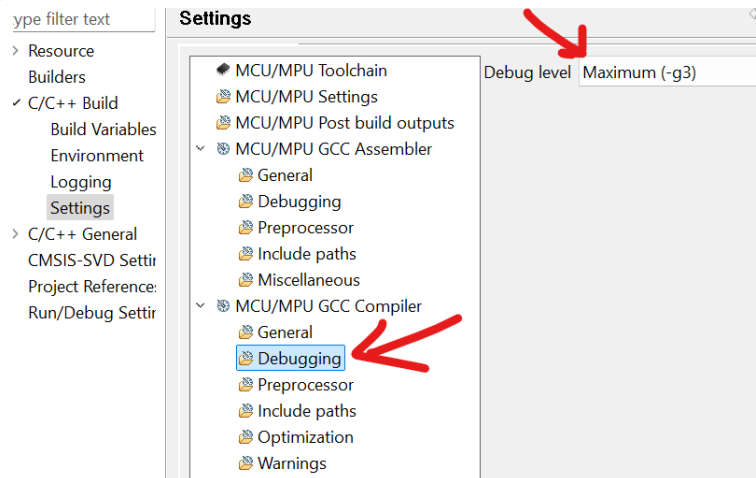 ype filter text
Resource
Builders
C/C++ Build
Build Variables
Environment
Logging
Settings
C/C++ General
CMSIS-SVD Settir
Project References
Run/Debug Settir
Settings
MCU/MPU Toolchain
MCU/MPU Settings
MCU/MPU Post build outputs
MCU/MPU GCC Assembler
General
Debugging
Preprocessor
Include paths
Miscellaneous
MCU/MPU GCC Compiler
General
Debugging
Preprocessor
Include paths
Optimization
Warnings
Debug level Maximum (-g3)